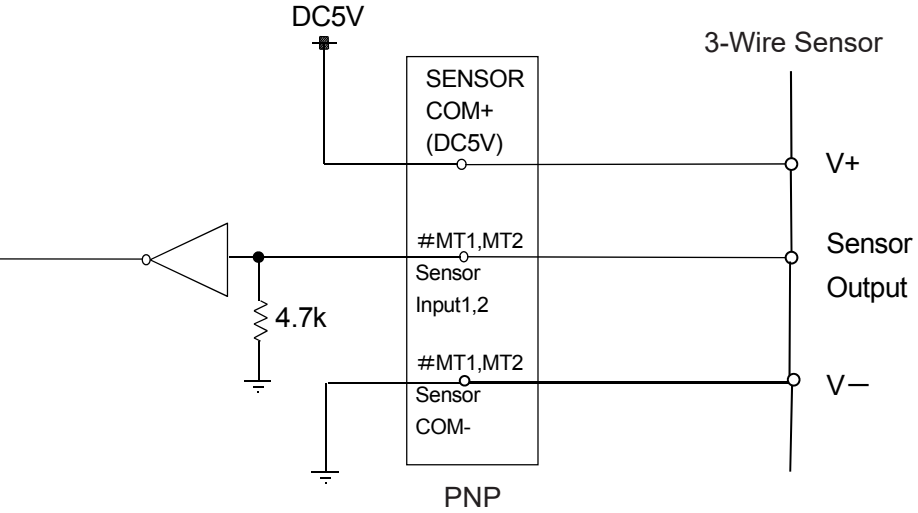 DC5V
3-Wire Sensor
SENSOR
COM+
(DC5V)
V+
#MT1,MT2
Sensor
Input1,2
Sensor
Output
4.7k
#MT1,MT2
Sensor
COM-
V-
PNP